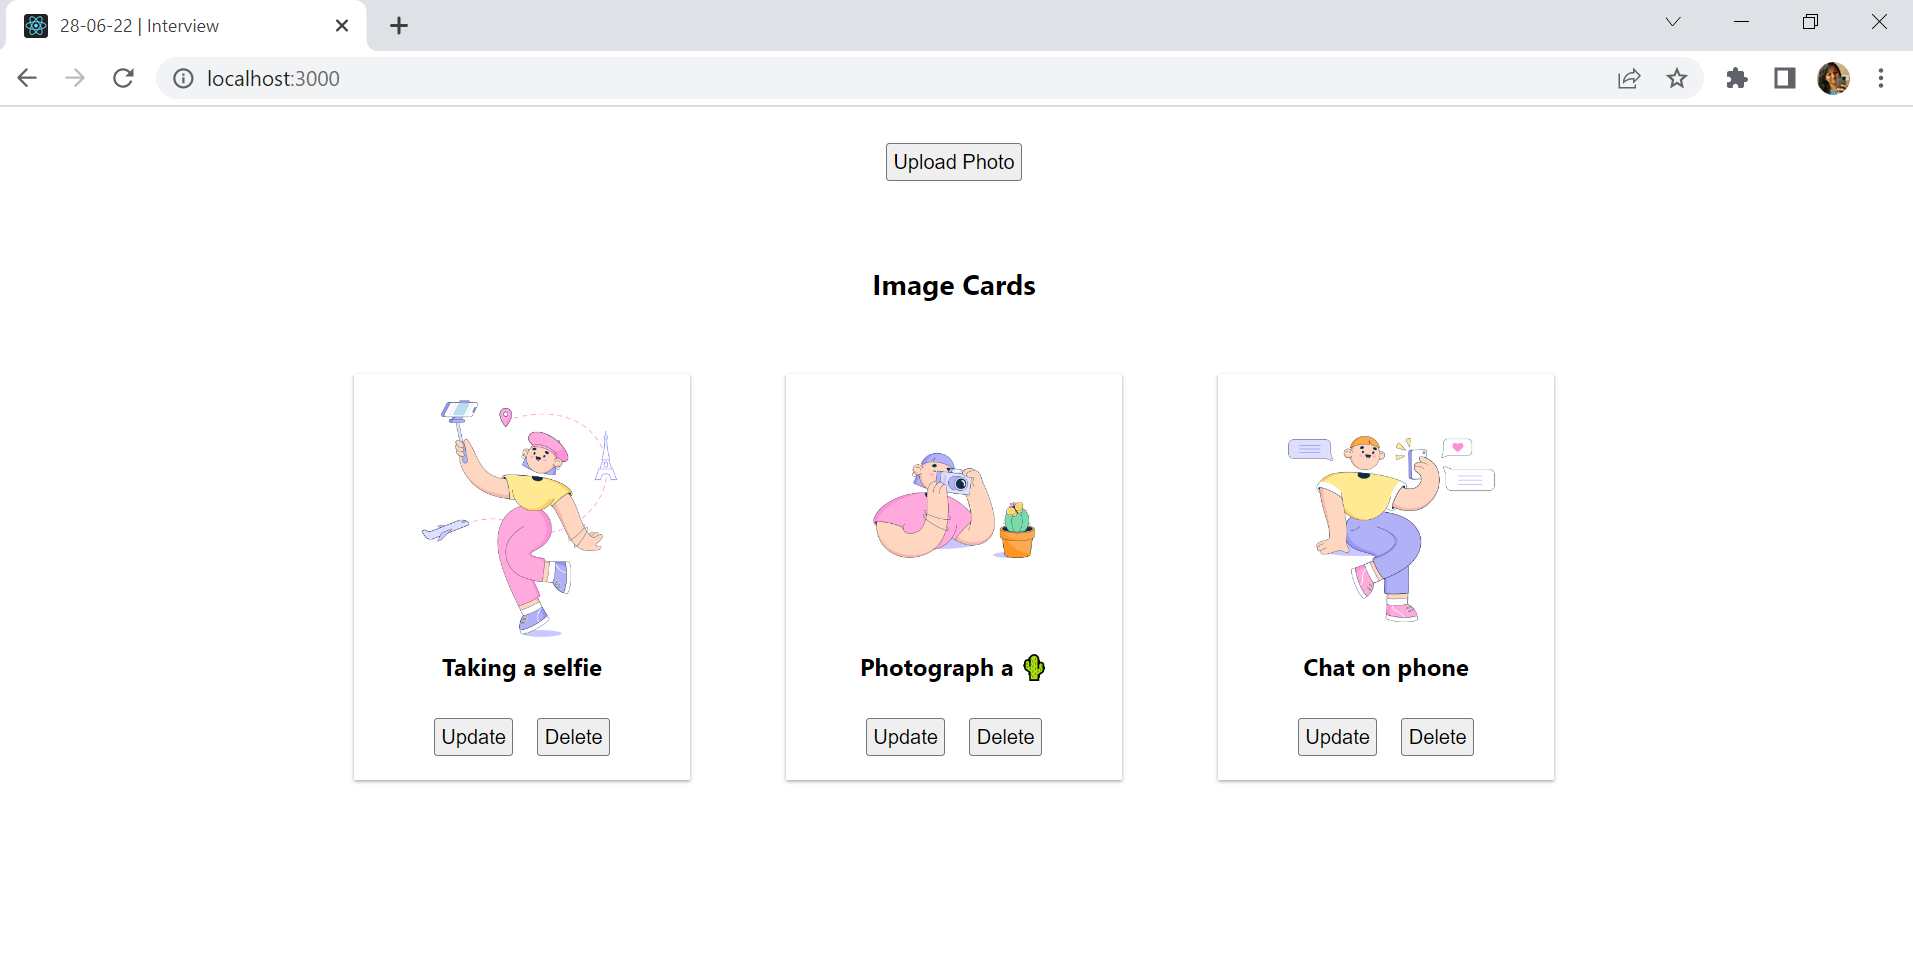 28-06-22 | Interview
localhost:3000
Upload Photo
Image Cards
Taking a selfie
Photograph a 🌵
Chat on phone
Update Delete
Update Delete
Update Delete